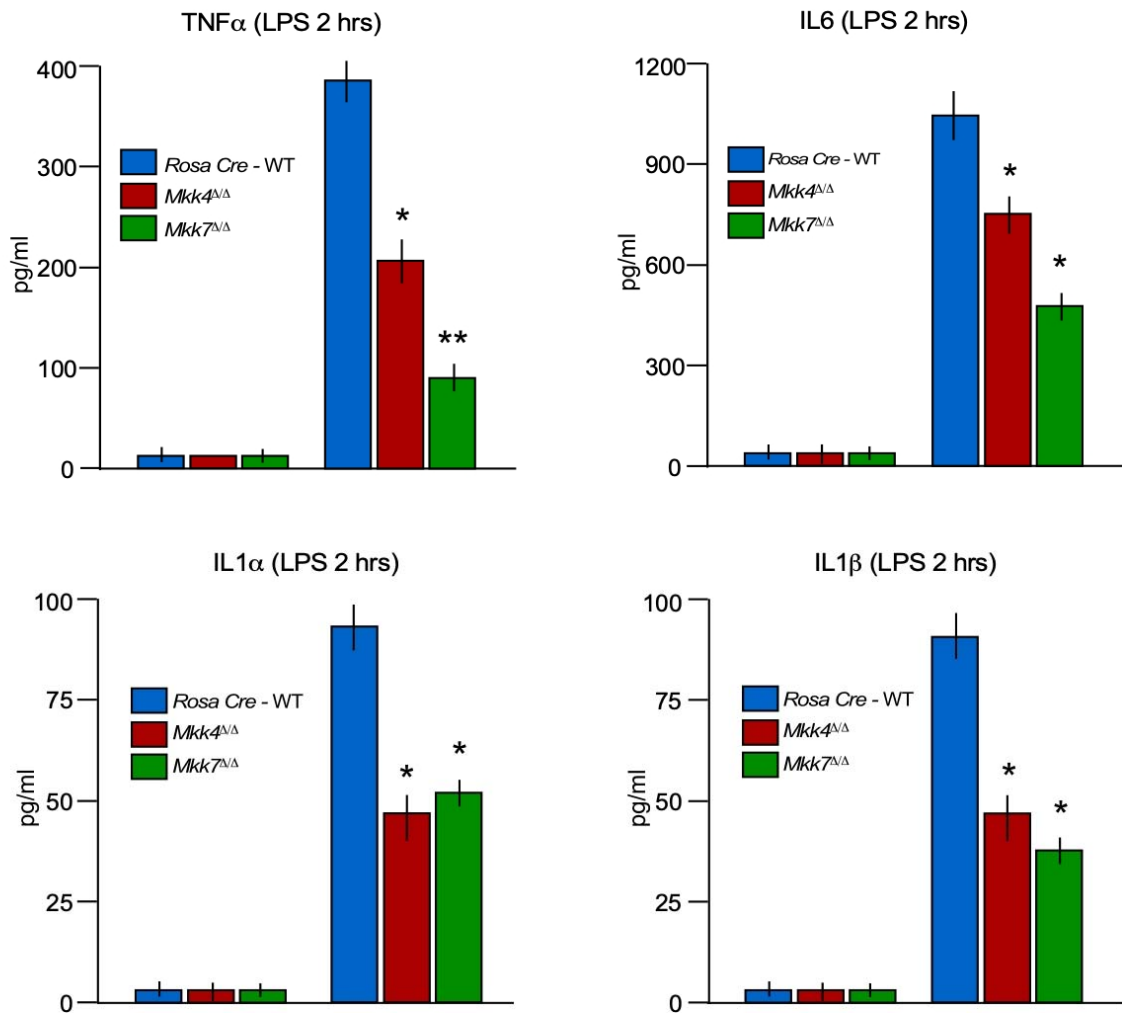 TNFα (LPS 2 hrs)
400
300
200
100
0
pg/ml
Rosa Cre - WT
Mkk4Δ/Δ
Mkk7Δ/Δ
*
**
IL6 (LPS 2 hrs)
1200
900
600
300
0
pg/ml
Rosa Cre - WT
Mkk4Δ/Δ
Mkk7Δ/Δ
*
*
IL1α (LPS 2 hrs)
100
75
50
25
0
pg/ml
Rosa Cre - WT
Mkk4Δ/Δ
Mkk7Δ/Δ
*
*
IL1β (LPS 2 hrs)
100
75
50
25
0
pg/ml
Rosa Cre - WT
Mkk4Δ/Δ
Mkk7Δ/Δ
*
*